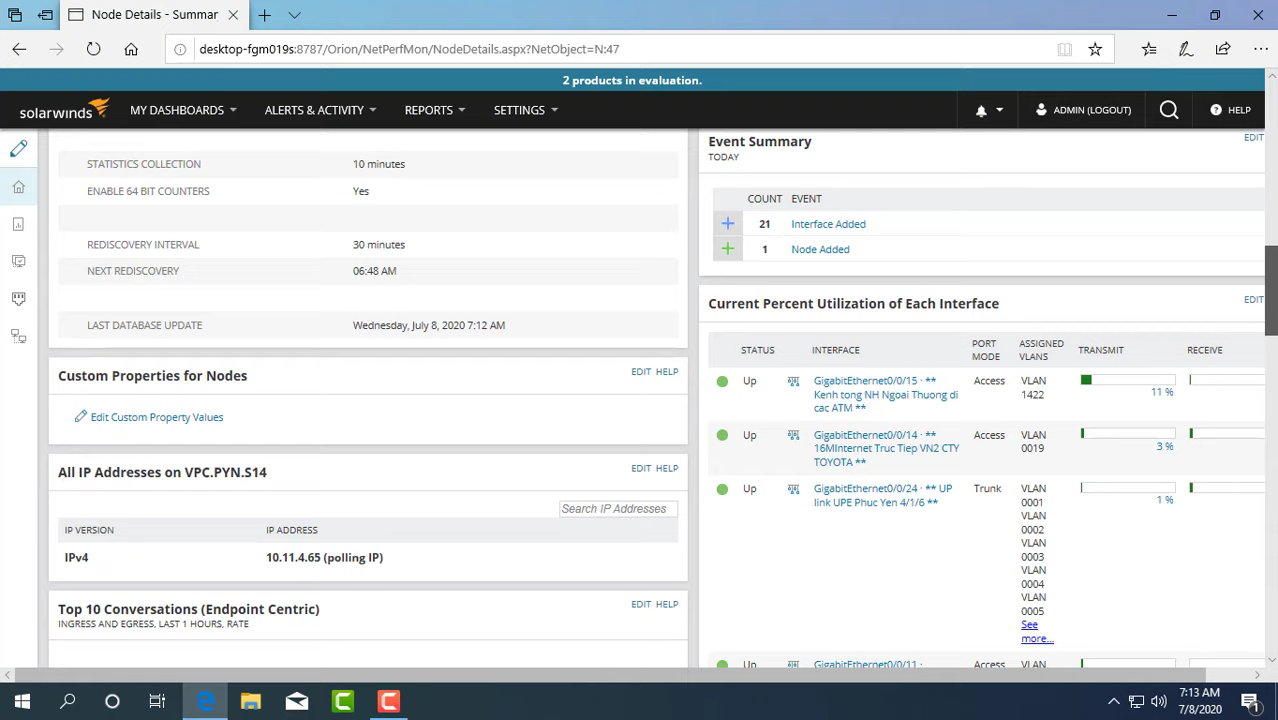 Node Details - Summar
desktop-fgm019s:8787/Orion/NetPerfMon/NodeDetails.aspx?NetObject=N:47
2 products in evaluation.
solarwinds MY DASHBOARDS ALERTS & ACTIVITY REPORTS SETTINGS ADMIN (LOGOUT) HELP
STATISTICS COLLECTION 10 minutes
ENABLE 64 BIT COUNTERS Yes
REDISCOVERY INTERVAL 30 minutes
NEXT REDISCOVERY 06:48 AM
LAST DATABASE UPDATE Wednesday, July 8, 2020 7:12 AM
Custom Properties for Nodes EDIT HELP
Edit Custom Property Values
All IP Addresses on VPC.PYN.S14 EDIT HELP
Search IP Addresses
IP VERSION IP ADDRESS
IPv4 10.11.4.65 (polling IP)
Top 10 Conversations (Endpoint Centric) EDIT HELP
INGRESS AND EGRESS, LAST 1 HOURS, RATE
Event Summary EDIT
TODAY
COUNT EVENT
21 Interface Added
1 Node Added
Current Percent Utilization of Each Interface EDIT
STATUS INTERFACE PORT MODE ASSIGNED VLANS TRANSMIT RECEIVE
Up GigabitEthernet0/0/15 · ** Access VLAN
Kenh tong NH Ngoai Thuong di 1422 11 %
cac ATM **
Up GigabitEthernet0/0/14 · ** Access VLAN
16MInternet Truc Tiep VN2 CTY 0019 3 %
TOYOTA **
Up GigabitEthernet0/0/24 · ** UP Trunk VLAN
link UPE Phuc Yen 4/1/6 ** 0001 1 %
VLAN
0002
VLAN
0003
VLAN
0004
VLAN
0005
See
more...
Up GigabitEthernet0/0/11 · Access VLAN
7:13 AM
7/8/2020
1